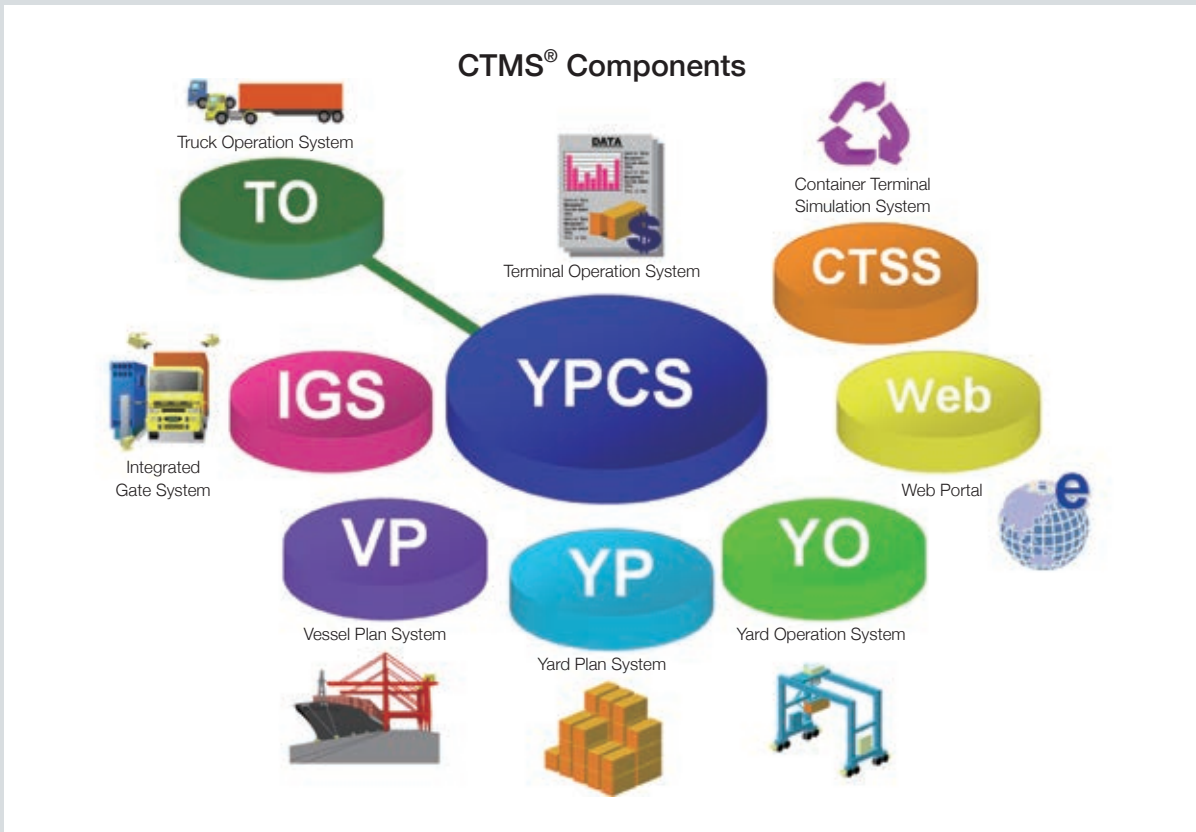 CTMS® Components
Truck Operation System
TO
DATA
$
Terminal Operation System
YPCS
Container Terminal
Simulation System
CTSS
IGS
Integrated
Gate System
Web
Web Portal
e
VP
Vessel Plan System
YP
Yard Plan System
YO
Yard Operation System